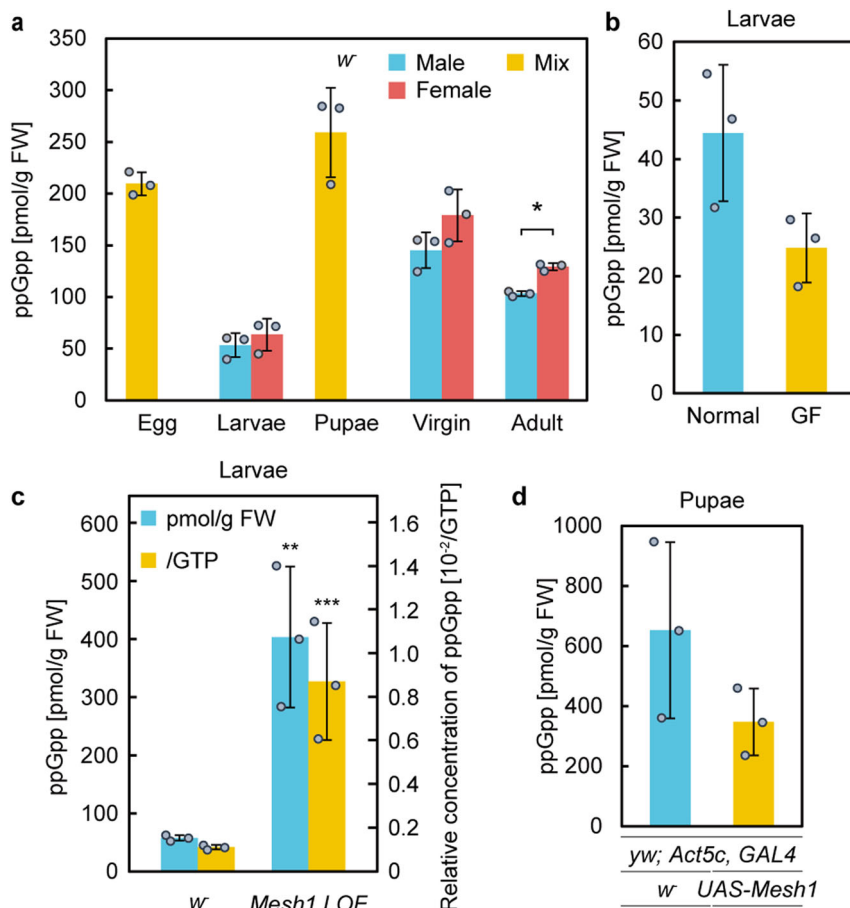 a
350
300
250
200
150
100
50
0
ppGpp [pmol/g FW]
w-
Male
Female
Mix
*
Egg
Larvae
Pupae
Virgin
Adult
b
Larvae
60
50
40
30
20
10
0
ppGpp [pmol/g FW]
Normal
GF
c
Larvae
pmol/g FW
/GTP
600
500
400
300
200
100
0
ppGpp [pmol/g FW]
**
***
1.6
1.4
1.2
1.0
0.8
0.6
0.4
0.2
0
Relative concentration of ppGpp [10-2/GTP]
w-
Mesh1 LOF
d
Pupae
1000
800
600
400
200
0
ppGpp [pmol/g FW]
yw; Act5c, GAL4
w-
UAS-Mesh1